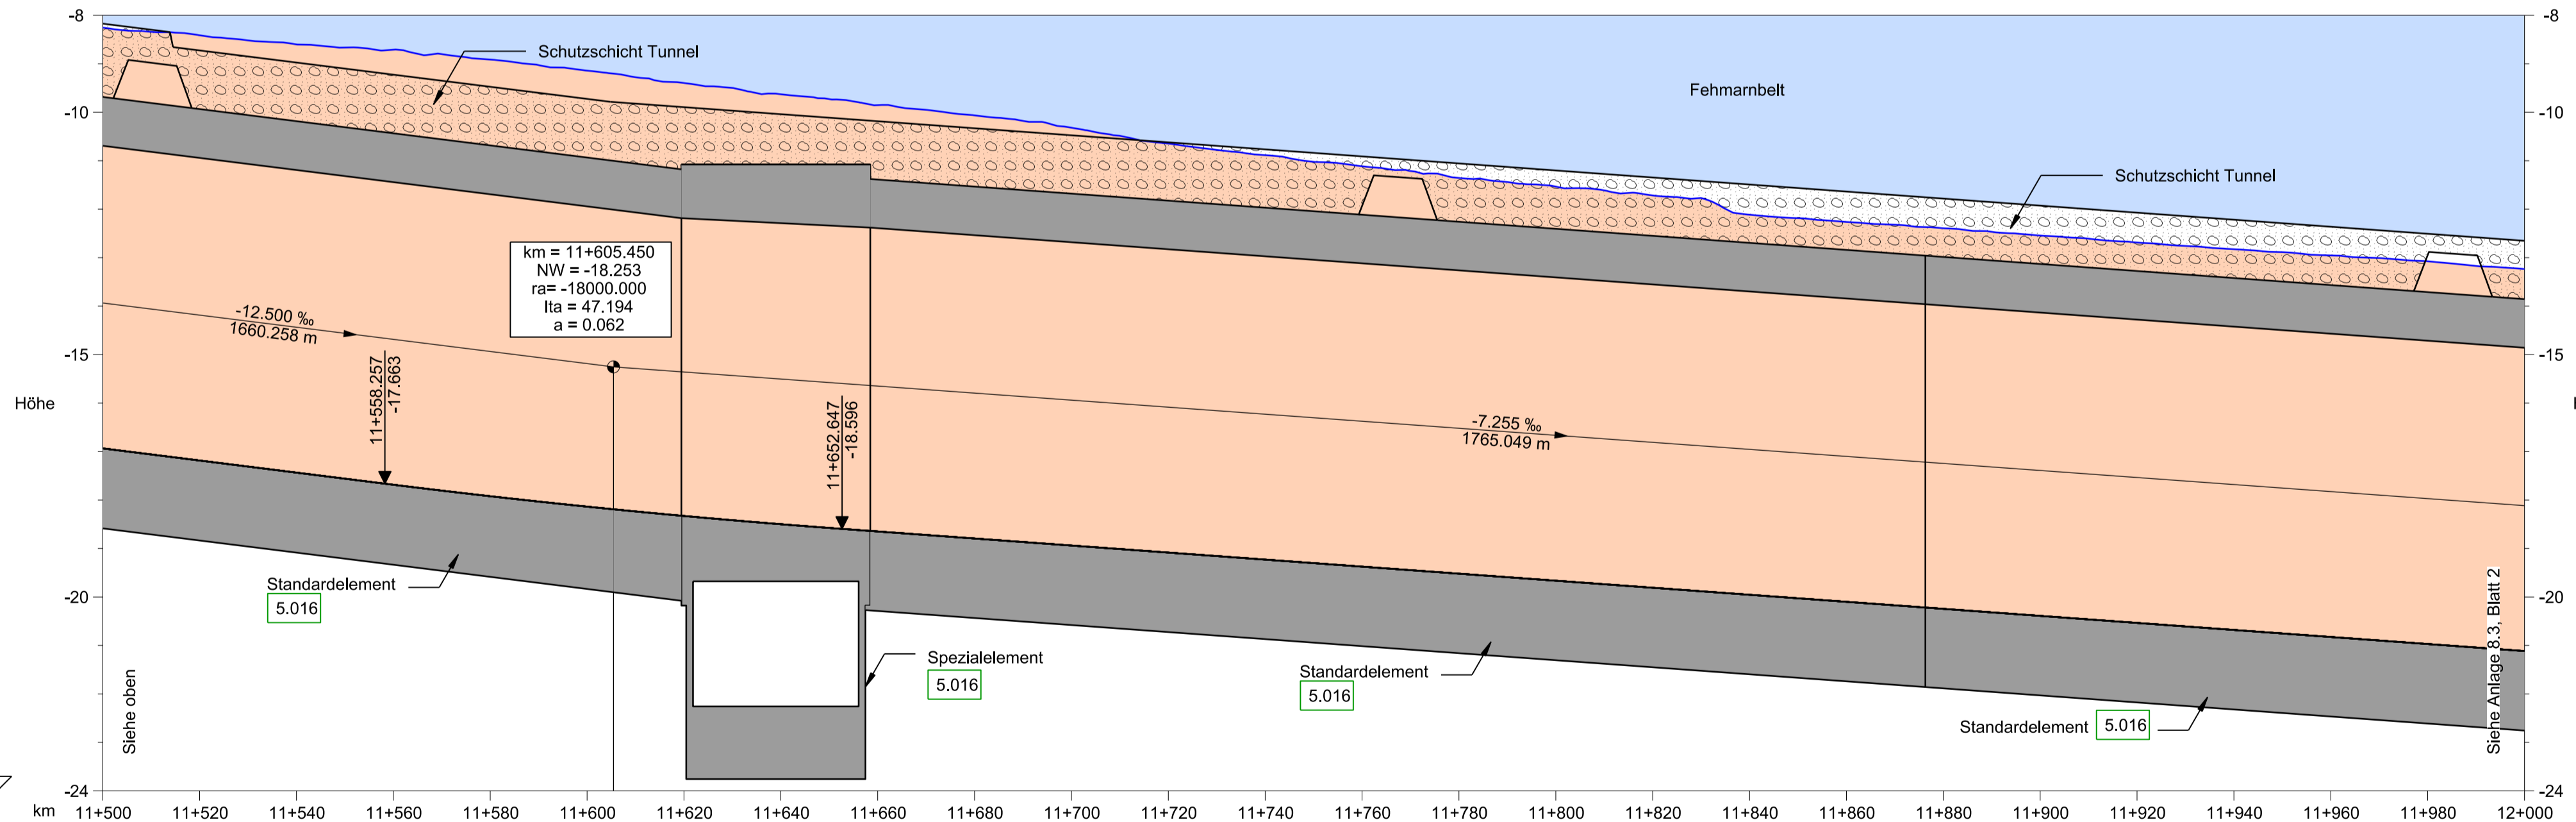 -8
-8
Schutzschicht Tunnel
Fehmarnbelt
-10
-10
Schutzschicht Tunnel
km = 11+605.450
NW = -18.253
ra= -18000.000
lta = 47.194
a = 0.062
-12.500 ‰
1660.258 m
-15
-15
11+558.257
-17.663
Höhe
11+652.647
-18.596
-7.255 ‰
1765.049 m
Standardelement
5.016
-20
-20
Spezialelement
5.016
Standardelement
5.016
Standardelement
5.016
Siehe oben
Siehe Anlage 8.3, Blatt 2
-24
-24
km
11+500
11+520
11+540
11+560
11+580
11+600
11+620
11+640
11+660
11+680
11+700
11+720
11+740
11+760
11+780
11+800
11+820
11+840
11+860
11+880
11+900
11+920
11+940
11+960
11+980
12+000